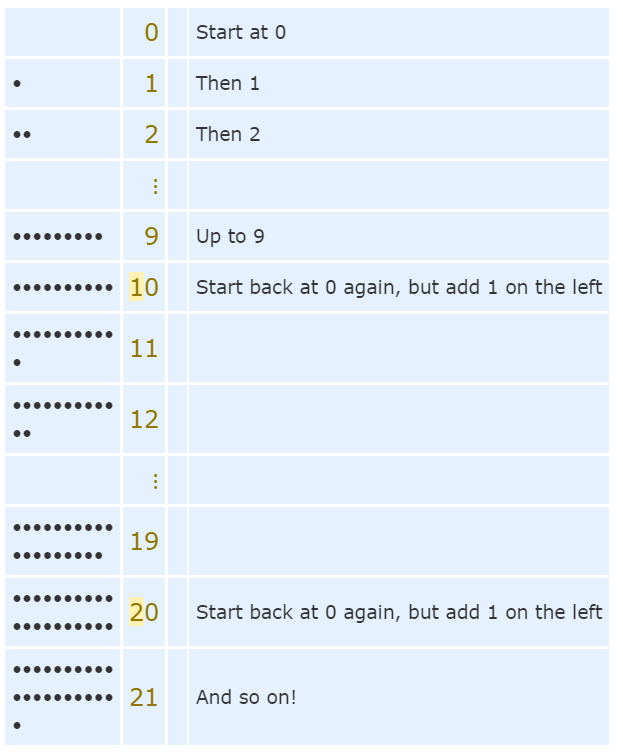 0 Start at 0
• 1 Then 1
•• 2 Then 2
⋮
••••••••• 9 Up to 9
•••••••••• 10 Start back at 0 again, but add 1 on the left
••••••••••
• 11
••••••••••
•• 12
⋮
••••••••••
••••••••• 19
••••••••••
•••••••••• 20 Start back at 0 again, but add 1 on the left
••••••••••
••••••••••
• 21 And so on!